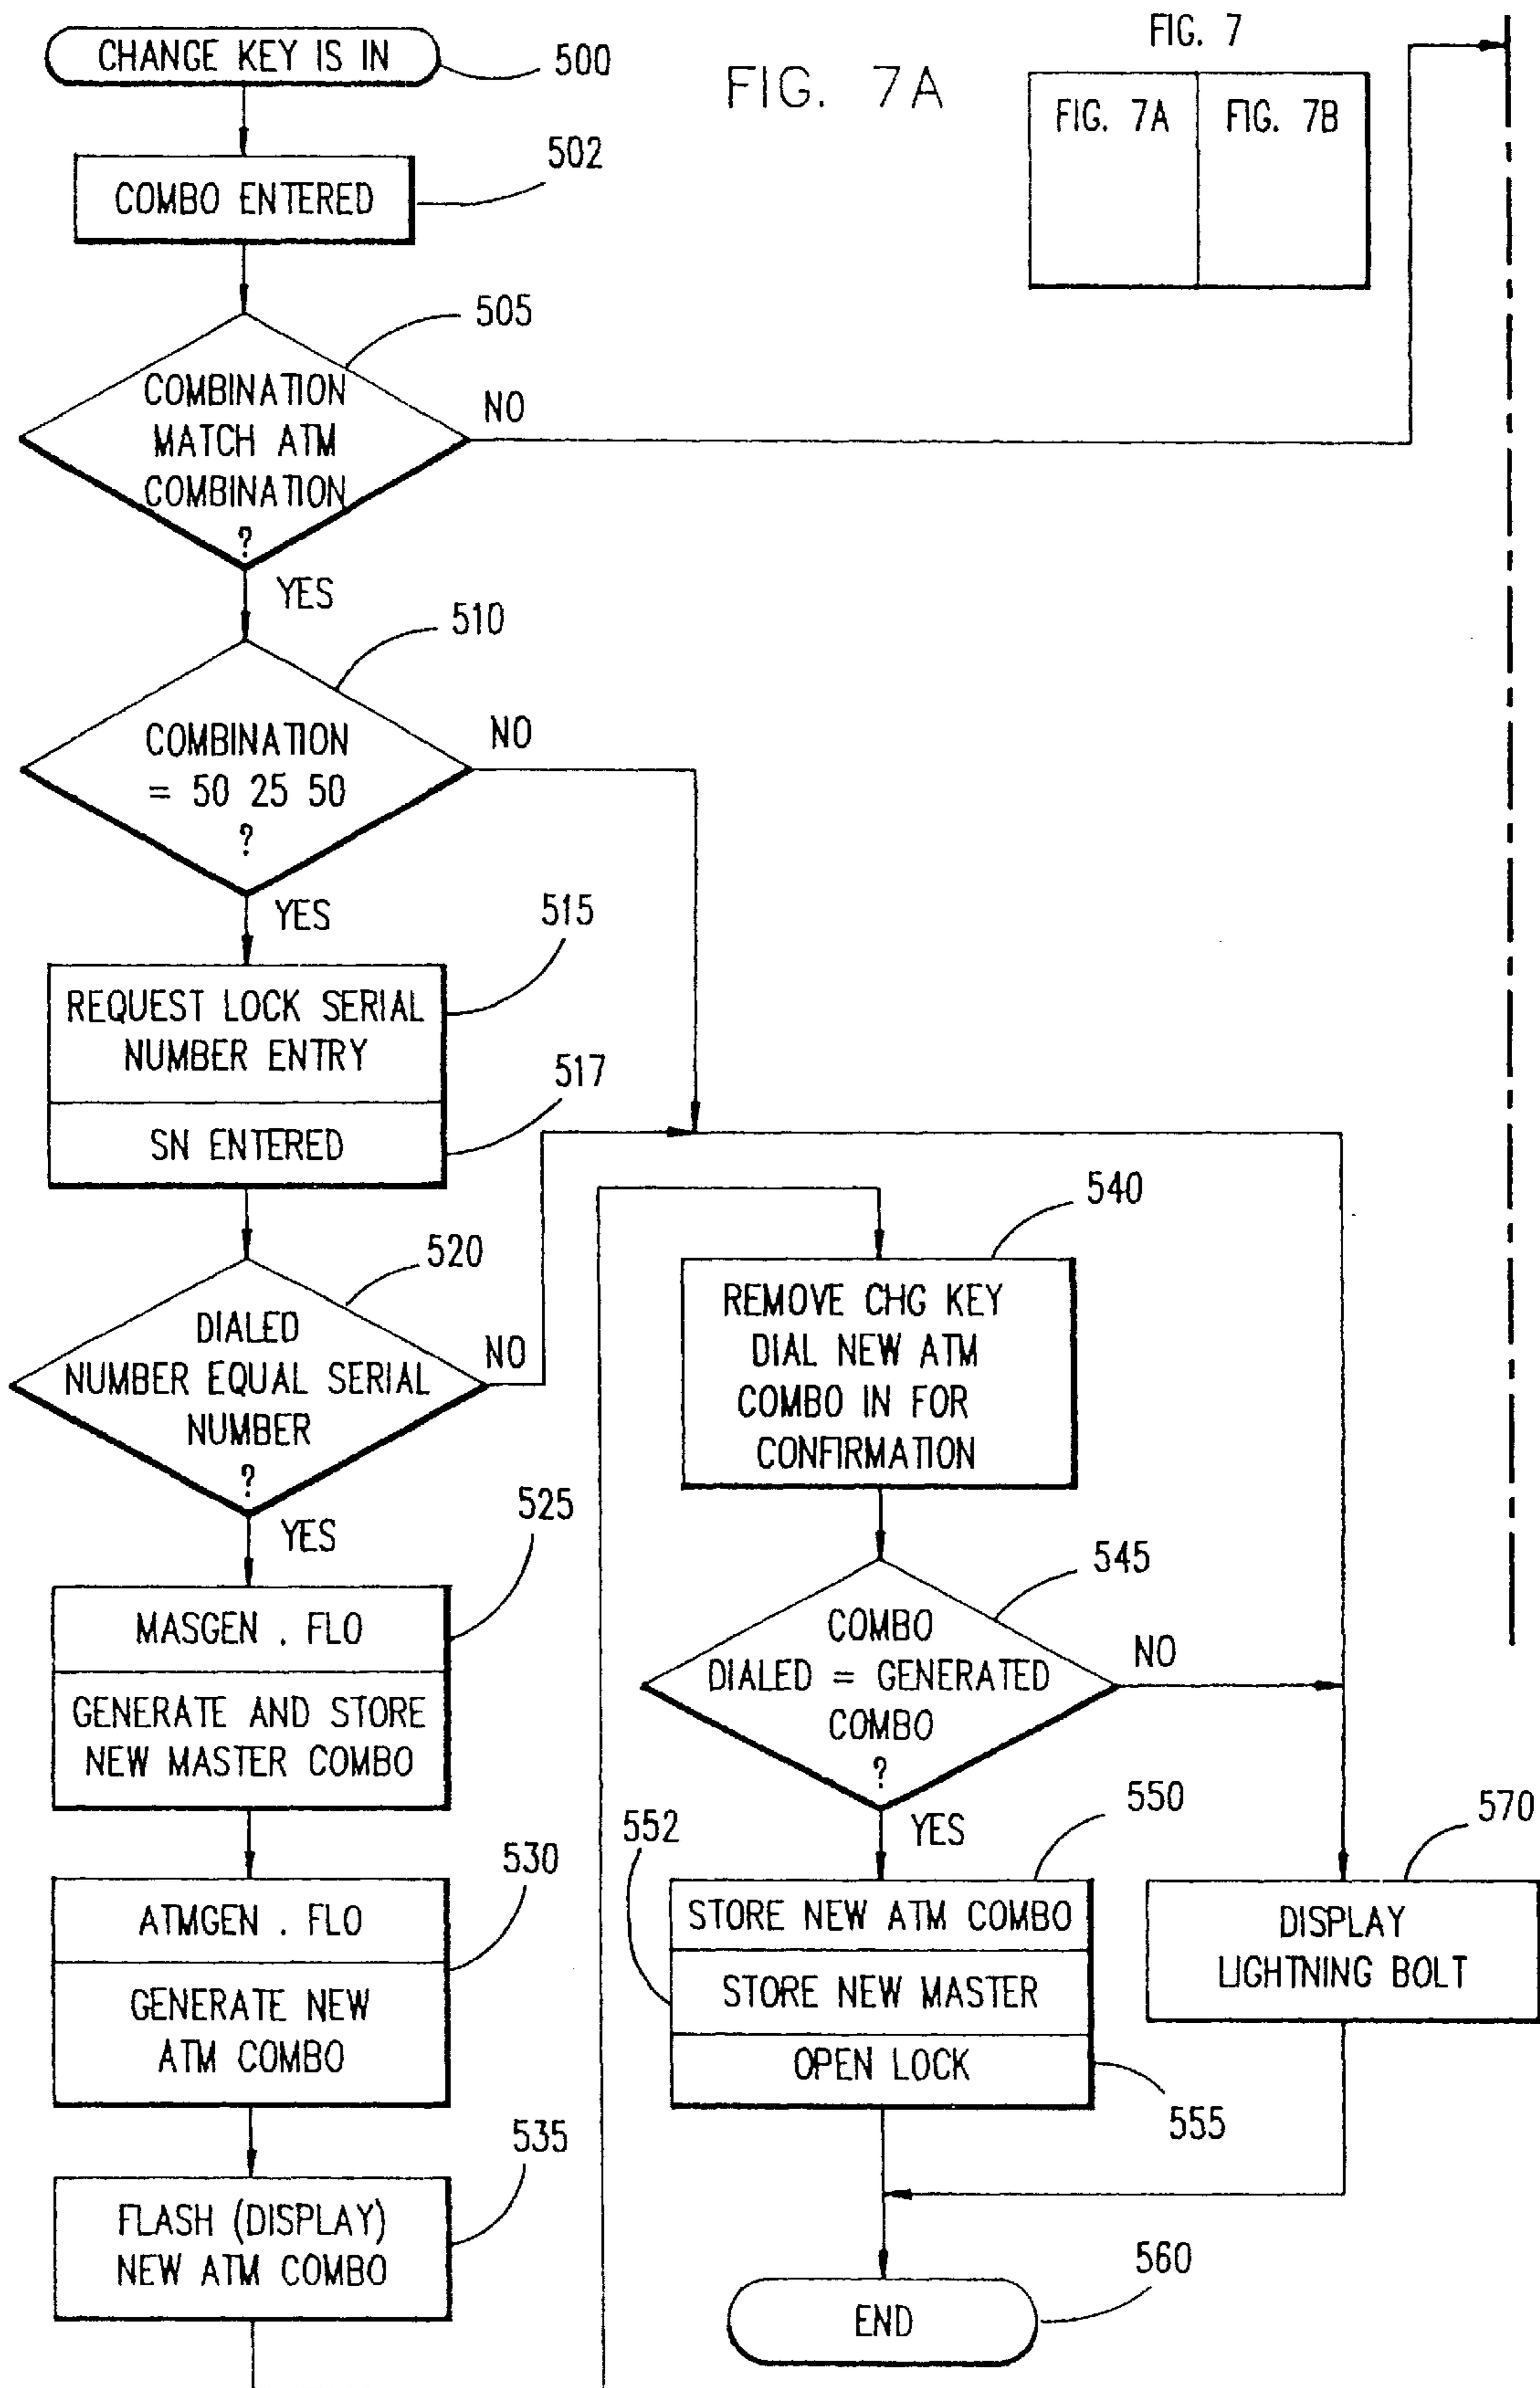 CHANGE KEY IS IN
500
FIG. 7A
FIG. 7
FIG. 7A
FIG. 7B
COMBO ENTERED
502
505
COMBINATION
MATCH ATM
COMBINATION
?
NO
YES
510
COMBINATION
= 50 25 50
?
NO
YES
515
REQUEST LOCK SERIAL
NUMBER ENTRY
517
SN ENTERED
520
DIALED
NUMBER EQUAL SERIAL
NUMBER
?
NO
YES
525
MASGEN . FLO
GENERATE AND STORE
NEW MASTER COMBO
530
ATMGEN . FLO
GENERATE NEW
ATM COMBO
535
FLASH (DISPLAY)
NEW ATM COMBO
540
REMOVE CHG KEY
DIAL NEW ATM
COMBO IN FOR
CONFIRMATION
545
COMBO
DIALED = GENERATED
COMBO
?
NO
YES
550
552
STORE NEW ATM COMBO
STORE NEW MASTER
OPEN LOCK
555
570
DISPLAY
LIGHTNING BOLT
560
END